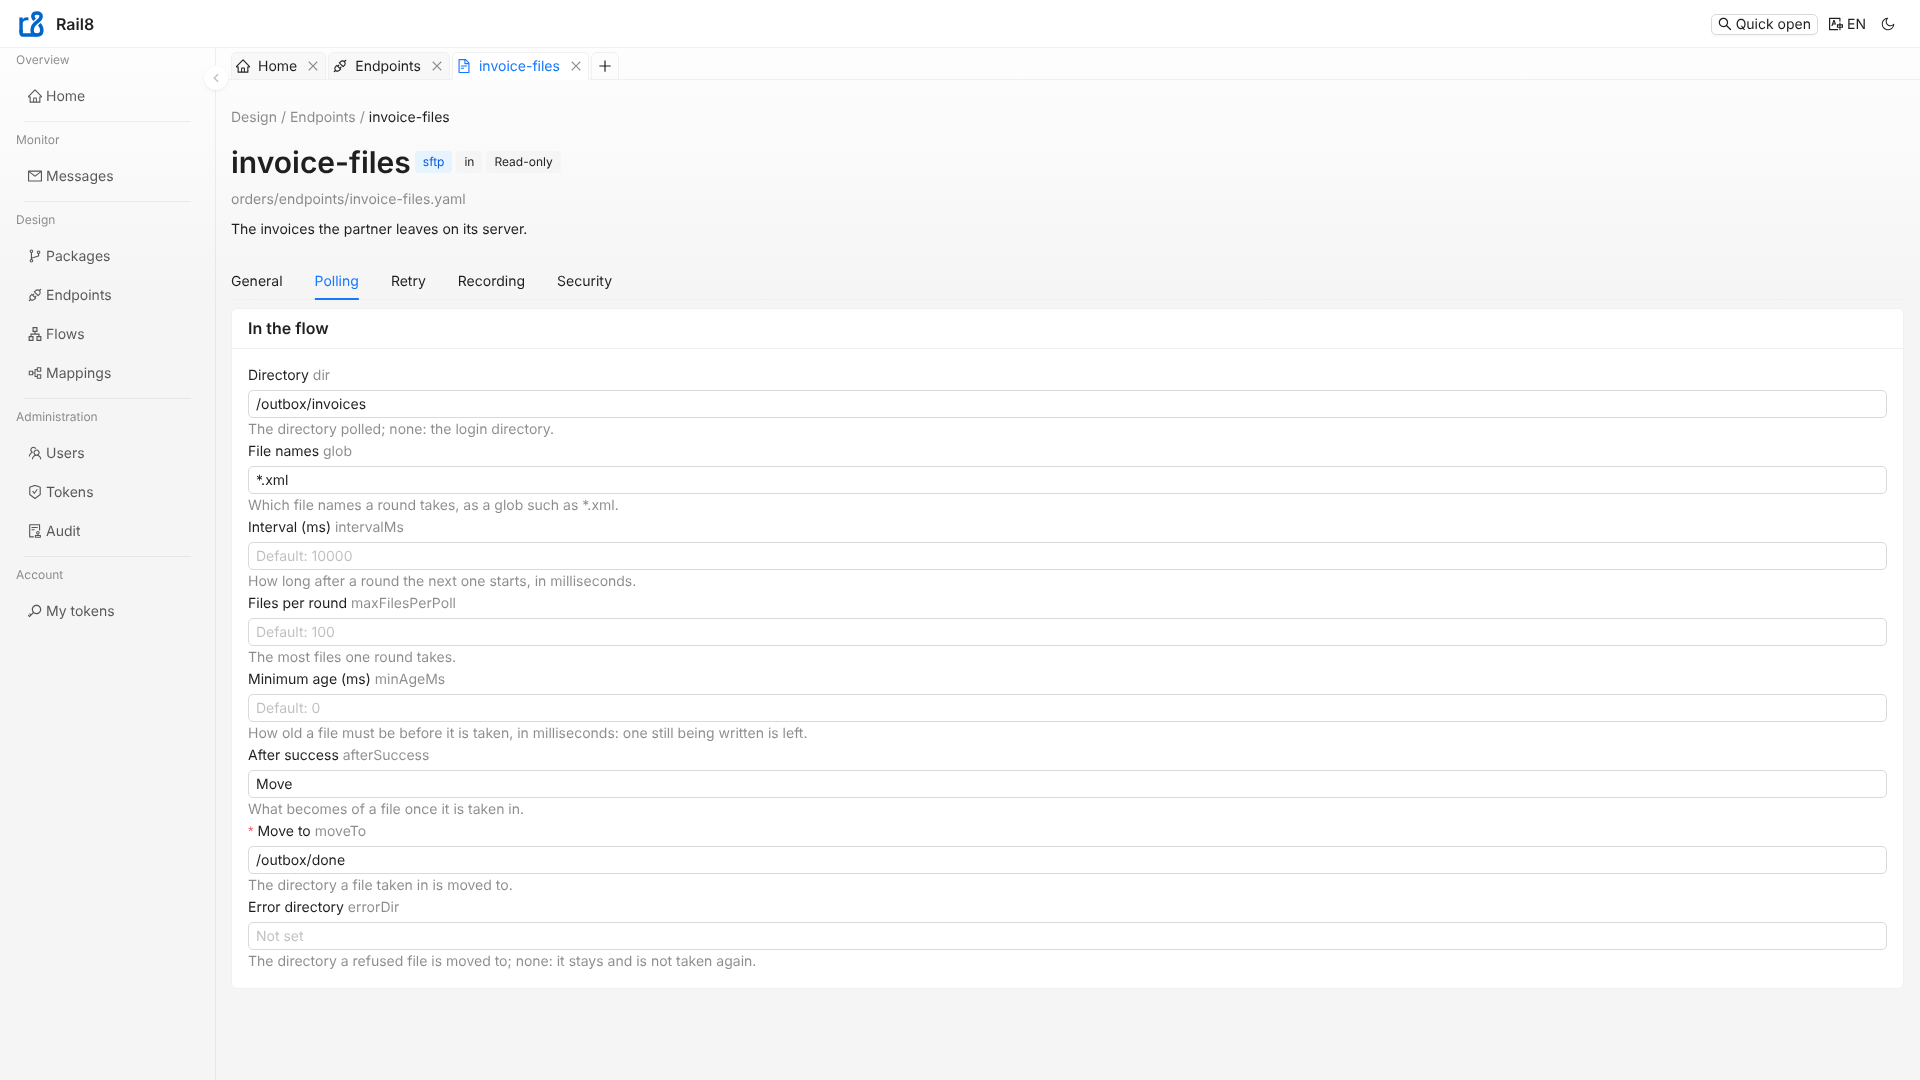 Rail8
Quick open
EN
Overview
Home
Monitor
Messages
Design
Packages
Endpoints
Flows
Mappings
Administration
Users
Tokens
Audit
Account
My tokens
Home
Endpoints
invoice-files
Design / Endpoints / invoice-files
invoice-files sftp in Read-only
orders/endpoints/invoice-files.yaml
The invoices the partner leaves on its server.
General Polling Retry Recording Security
In the flow
Directory dir
/outbox/invoices
The directory polled; none: the login directory.
File names glob
*.xml
Which file names a round takes, as a glob such as *.xml.
Interval (ms) intervalMs
Default: 10000
How long after a round the next one starts, in milliseconds.
Files per round maxFilesPerPoll
Default: 100
The most files one round takes.
Minimum age (ms) minAgeMs
Default: 0
How old a file must be before it is taken, in milliseconds: one still being written is left.
After success afterSuccess
Move
What becomes of a file once it is taken in.
* Move to moveTo
/outbox/done
The directory a file taken in is moved to.
Error directory errorDir
Not set
The directory a refused file is moved to; none: it stays and is not taken again.